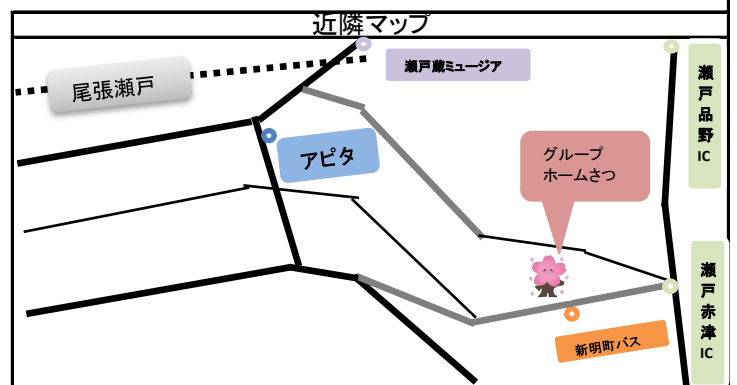 近隣マップ
尾張瀬戸
瀬戸蔵ミュージア
アピタ
グループ
ホームさつ
瀬戸品野IC
瀬戸赤津IC
新明町バス